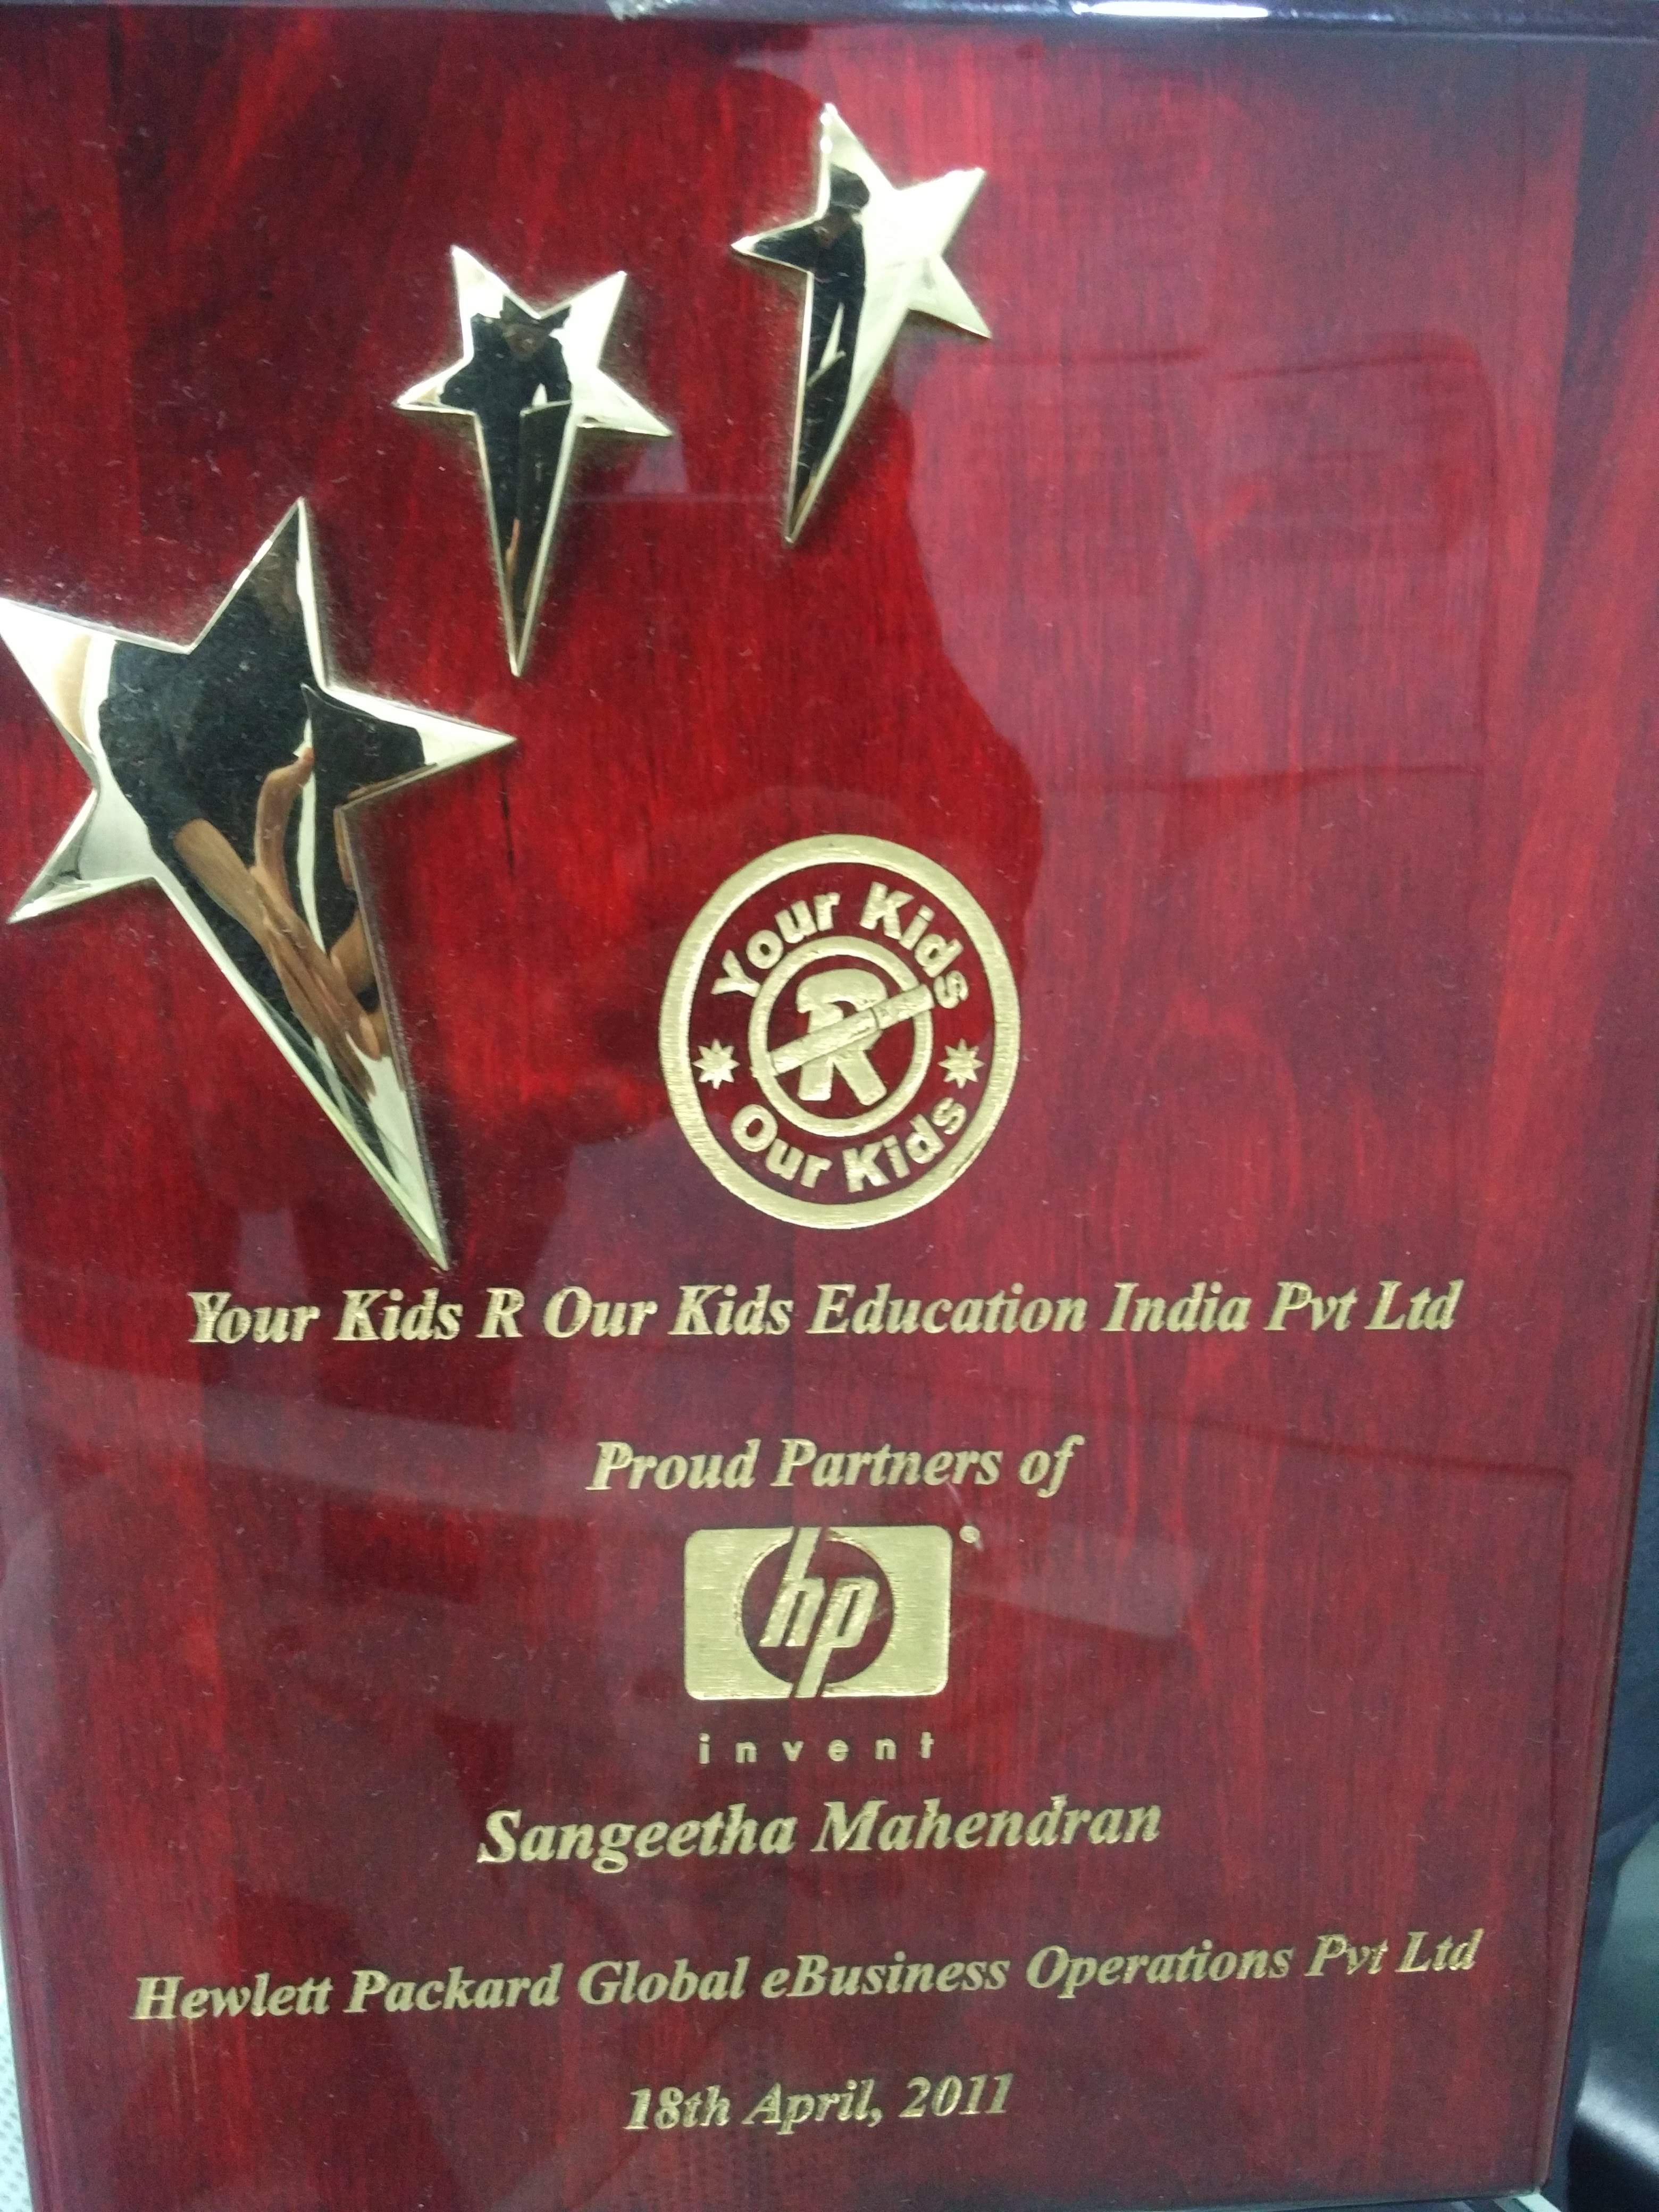 Your Kids
R
Our Kids
Your Kids R Our Kids Education India Pvt Ltd
Proud Partners of
hp®
invent
Sangeetha Mahendran
Hewlett Packard Global eBusiness Operations Pvt Ltd
18th April, 2011